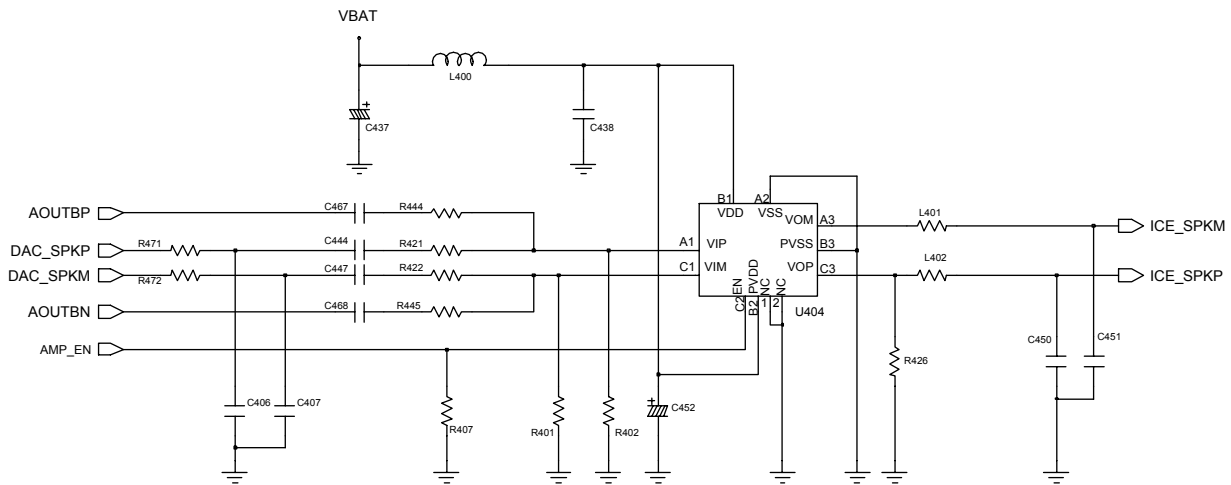 VBAT
L400
+
C437
C438
B1
A2
VDD
VSS
AOUTBP
C467
R444
VOM
A3
L401
ICE_SPKM
DAC_SPKP
R471
C444
R421
A1
VIP
PVSS
B3
DAC_SPKM
R472
C447
R422
C1
VIM
VOP
C3
L402
ICE_SPKP
EN
PVDD
NC
NC
C2
B2
1
2
U404
AOUTBN
C468
R445
AMP_EN
C450
C451
R426
C406
C407
R407
R401
R402
+
C452